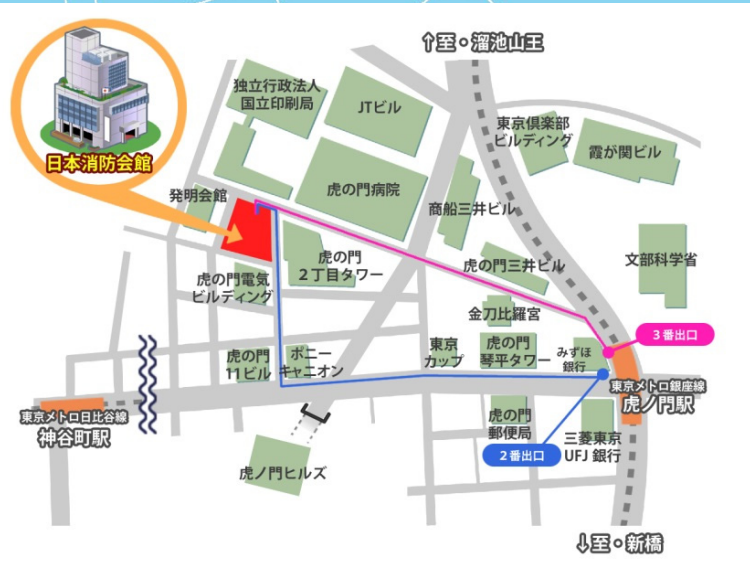 ↑至・溜池山王
独立行政法人
国立印刷局
JTビル
東京倶楽部
ビルディング
霞が関ビル
日本消防会館
発明会館
虎の門病院
商船三井ビル
虎の門
2丁目タワー
虎の門三井ビル
文部科学省
虎の門電気
ビルディング
金刀比羅宮
3番出口
虎の門
11ビル
ポニー
キャニオン
東京
カップ
虎の門
琴平タワー
みずほ
銀行
東京メトロ銀座線
虎ノ門駅
東京メトロ日比谷線
神谷町駅
虎の門
郵便局
三菱東京
UFJ 銀行
2番出口
虎ノ門ヒルズ
↓至・新橋